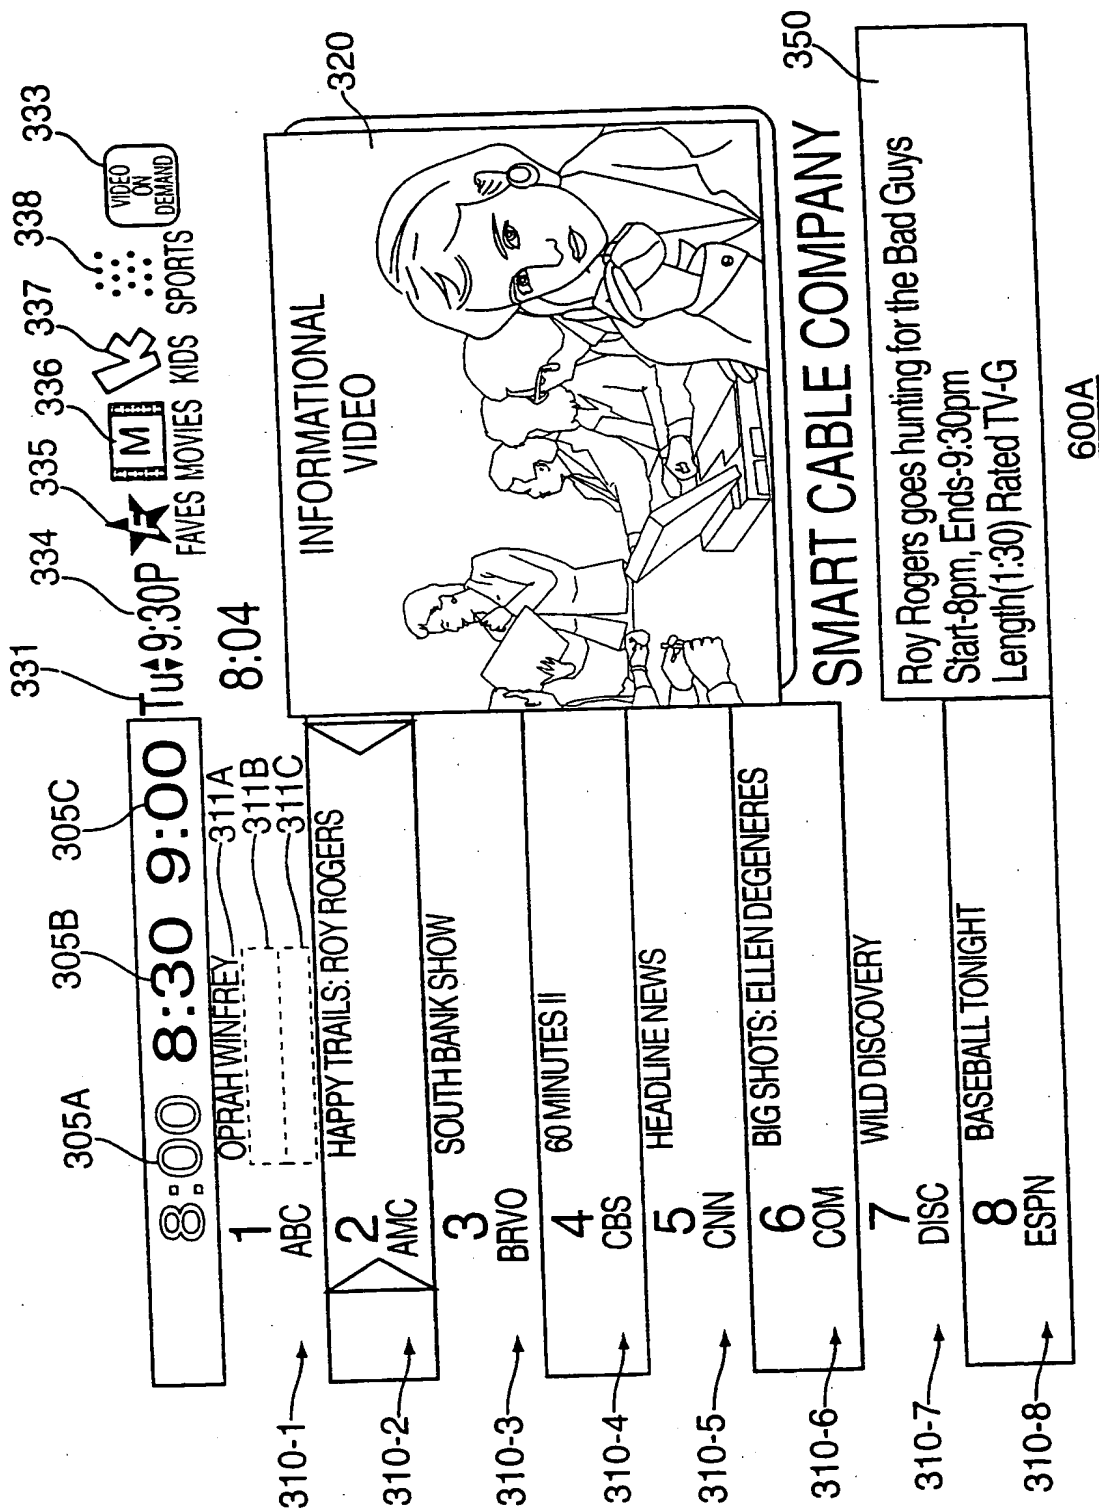 331 334 335 336 337 338 333
305A 305B 305C
8:00 8:30 9:00 Tu 9:30P
F M K VIDEO ON DEMAND
FAVES MOVIES KIDS SPORTS
8:04
310-1 1 ABC OPRAH WINFREY 311A
311B
311C
310-2 2 AMC HAPPY TRAILS: ROY ROGERS
310-3 3 BRVO SOUTH BANK SHOW
310-4 4 CBS 60 MINUTES II
310-5 5 CNN HEADLINE NEWS
310-6 6 COM BIG SHOTS: ELLEN DEGENERES
310-7 7 DISC WILD DISCOVERY
310-8 8 ESPN BASEBALL TONIGHT
INFORMATIONAL
VIDEO
320
SMART CABLE COMPANY
350
Roy Rogers goes hunting for the Bad Guys
Start-8pm, Ends-9:30pm
Length(1:30) Rated TV-G
600A